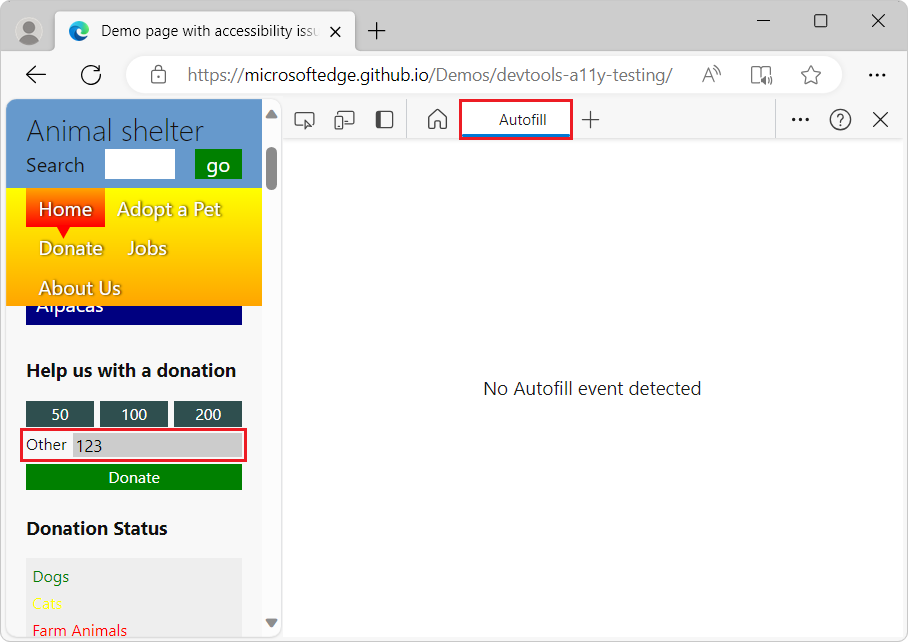 Demo page with accessibility issu
https://microsoftedge.github.io/Demos/devtools-a11y-testing/
Animal shelter
Search go
Home Adopt a Pet
Donate Jobs
About Us
Alpacas
Help us with a donation
50 100 200
Other 123
Donate
Donation Status
Dogs
Cats
Farm Animals
Autofill
No Autofill event detected